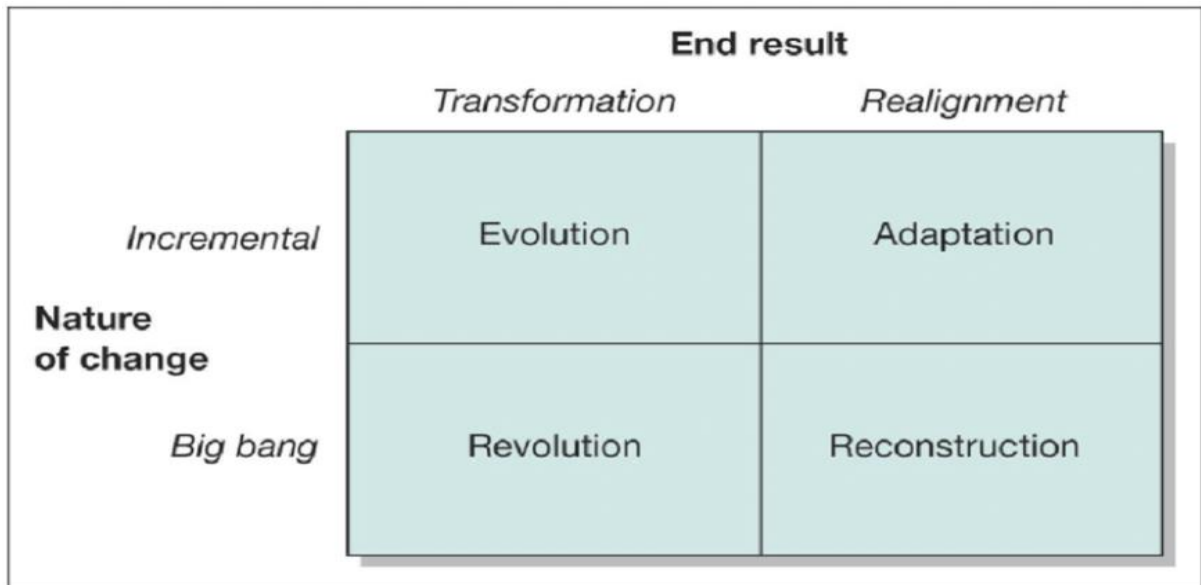 End result
Transformation Realignment
Incremental Evolution Adaptation
Nature
of change
Big bang Revolution Reconstruction